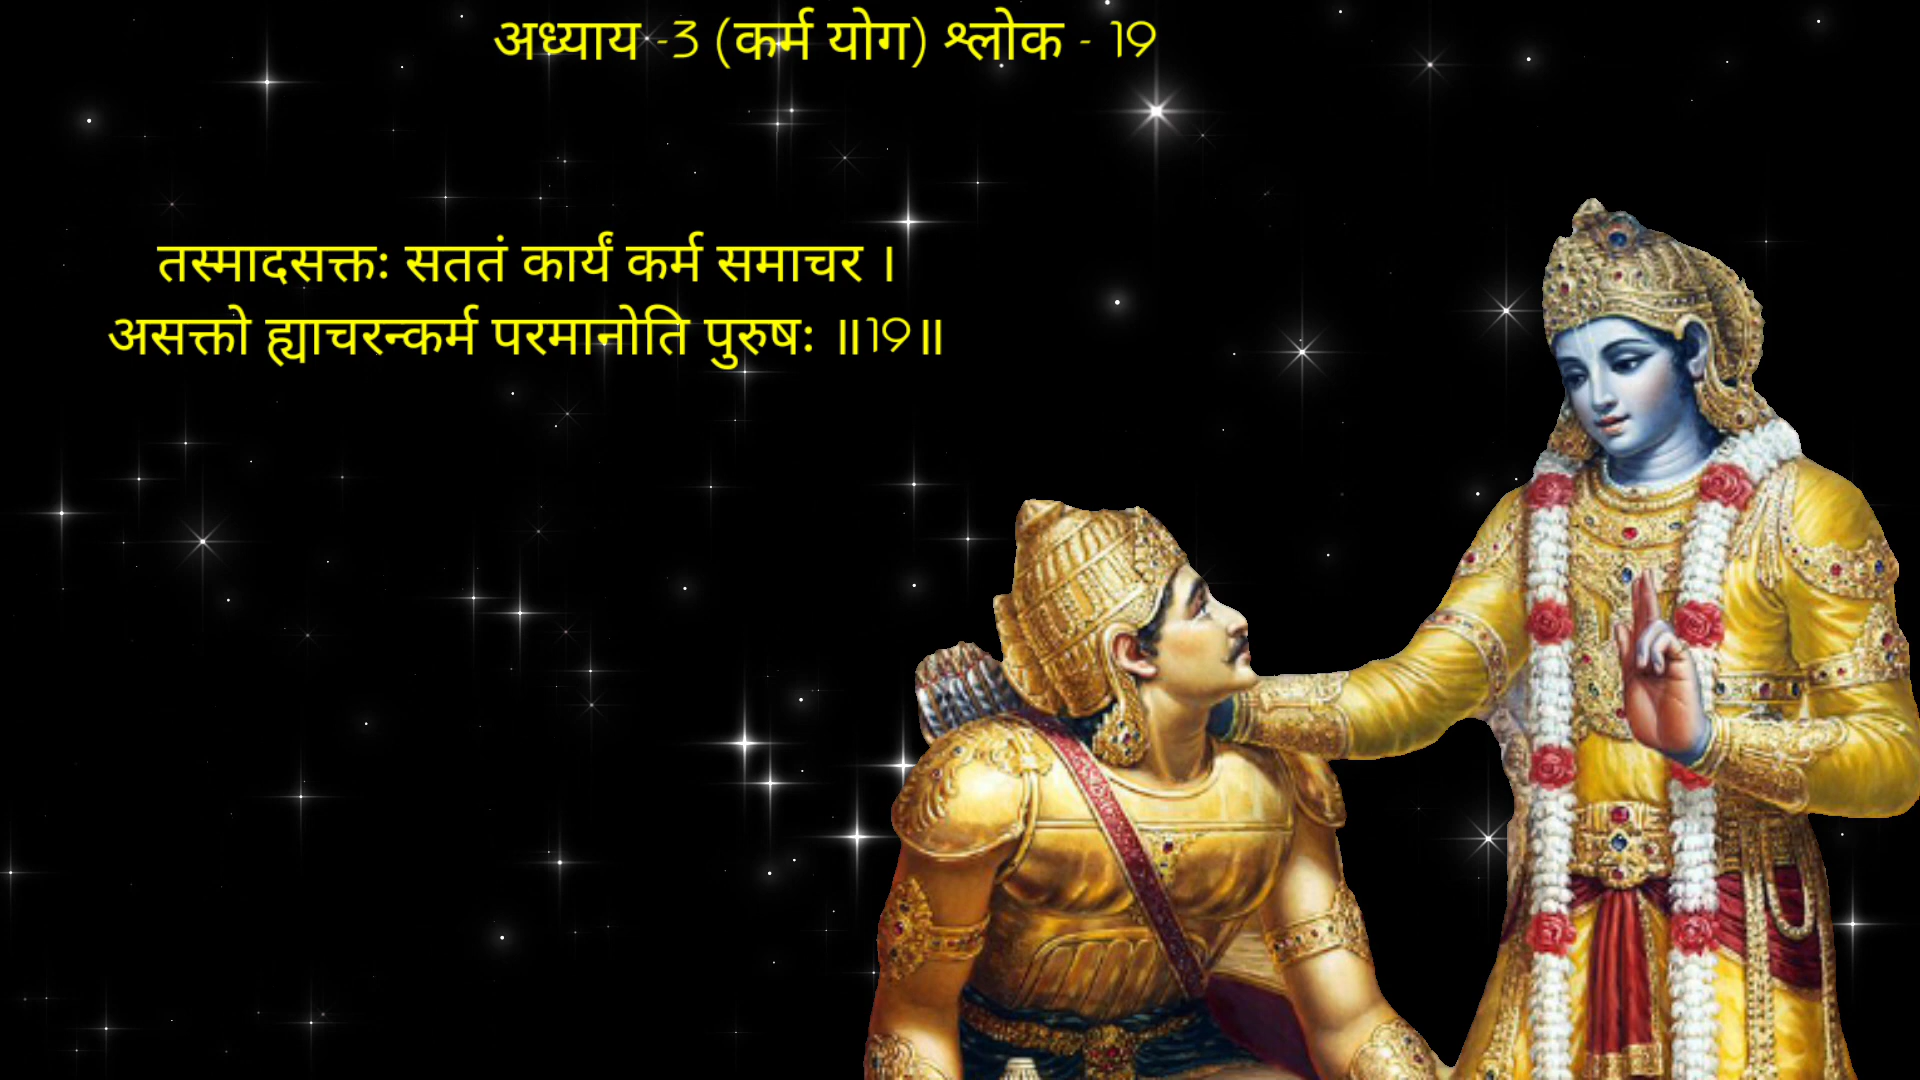 अध्याय -3 (कर्म योग) श्लोक - 19
तस्मादसक्तः सततं कार्यं कर्म समाचर ।
असक्तो ह्याचरन्कर्म परमानोति पुरुषः ॥19॥